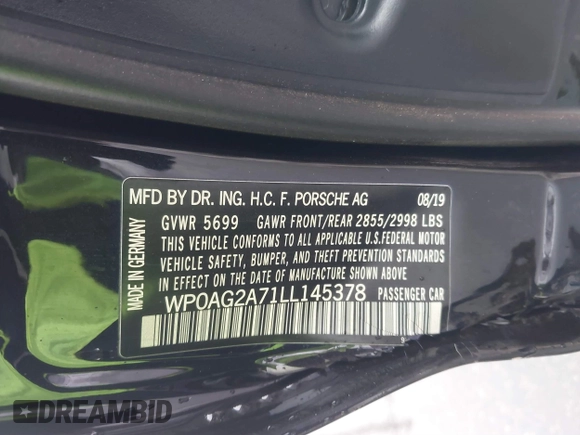 MFD BY DR. ING. H.C. F. PORSCHE AG 08/19
GVWR 5699 GAWR FRONT/REAR 2855/2998 LBS
THIS VEHICLE CONFORMS TO ALL APPLICABLE U.S. FEDERAL MOTOR
VEHICLE SAFETY, BUMPER, AND THEFT PREVENTION STANDARDS
IN EFFECT ON THE DATE OF MANUFACTURE SHOWN ABOVE.
WP0AG2A71LL145378 PASSENGER CAR
MADE IN GERMANY
9
DREAMBID